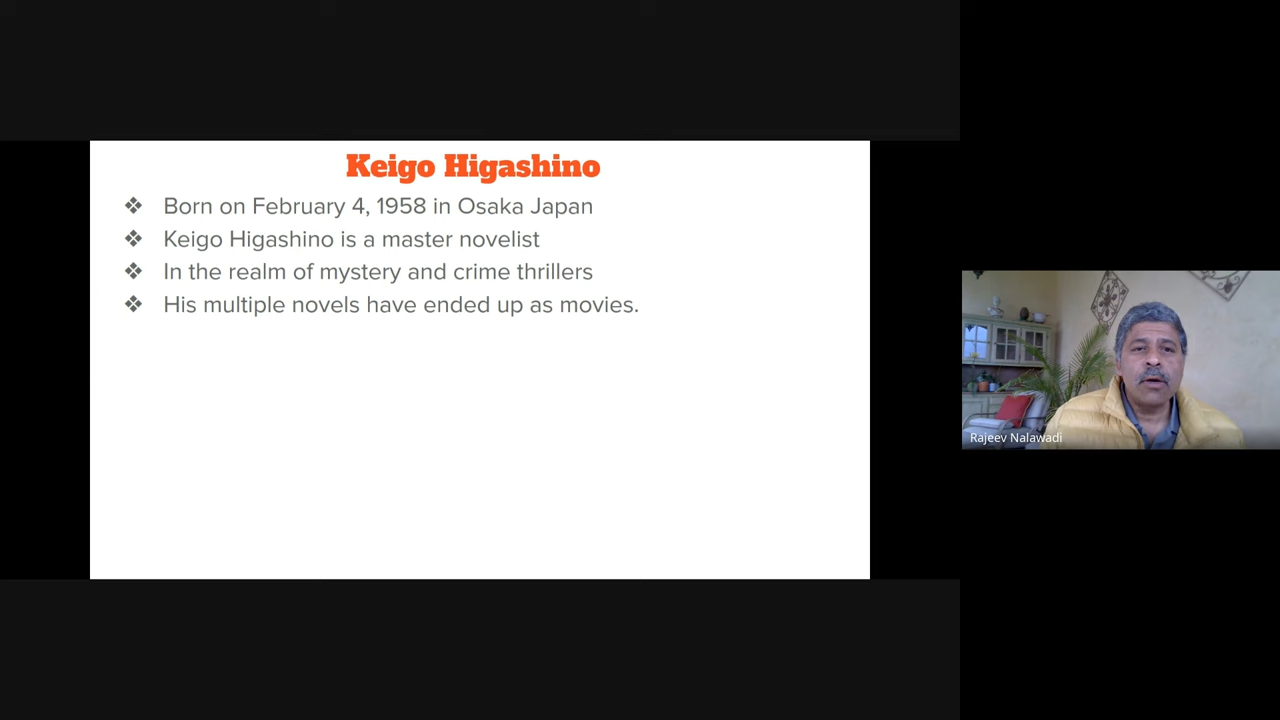 Keigo Higashino
❖ Born on February 4, 1958 in Osaka Japan
❖ Keigo Higashino is a master novelist
❖ In the realm of mystery and crime thrillers
❖ His multiple novels have ended up as movies.
Rajeev Nalawadi